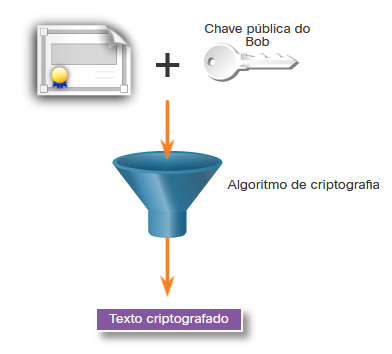 Chave pública do
Bob
Algoritmo de criptografia
Texto criptografado